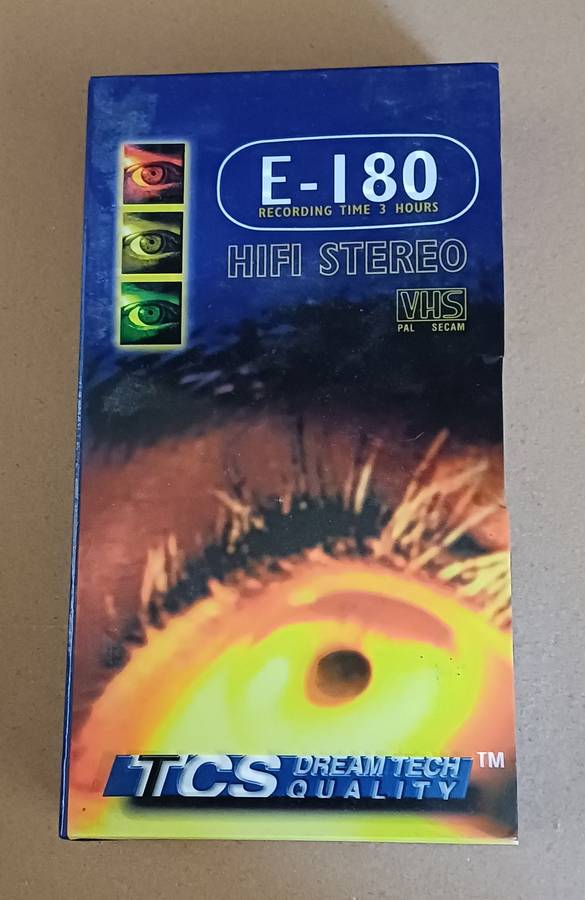 E-180
RECORDING TIME 3 HOURS
HIFI STEREO
VHS
PAL SECAM
TCS DREAM TECH QUALITY TM